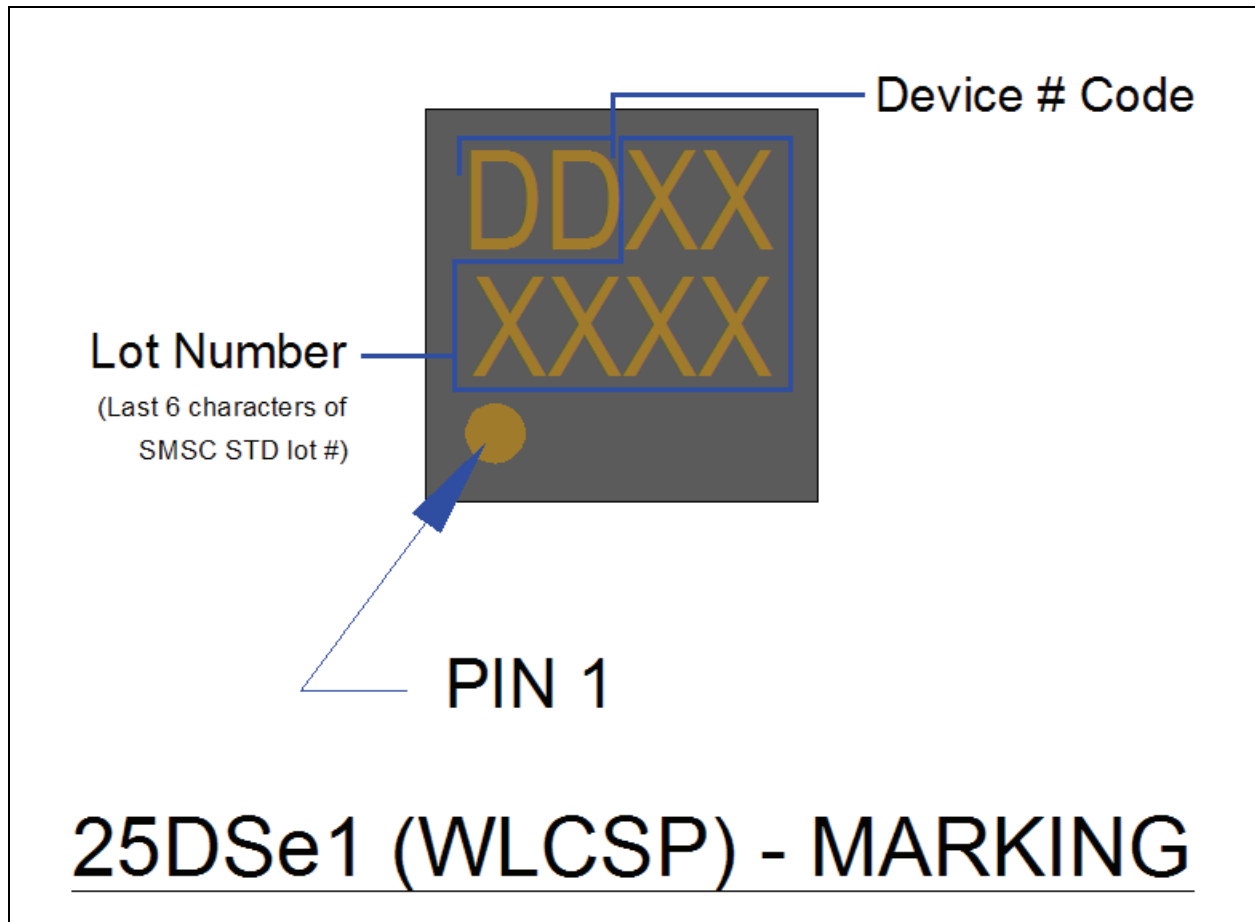 Device # Code
DDXX
XXXX
Lot Number
(Last 6 characters of
SMSC STD lot #)
PIN 1
25DSe1 (WLCSP) - MARKING